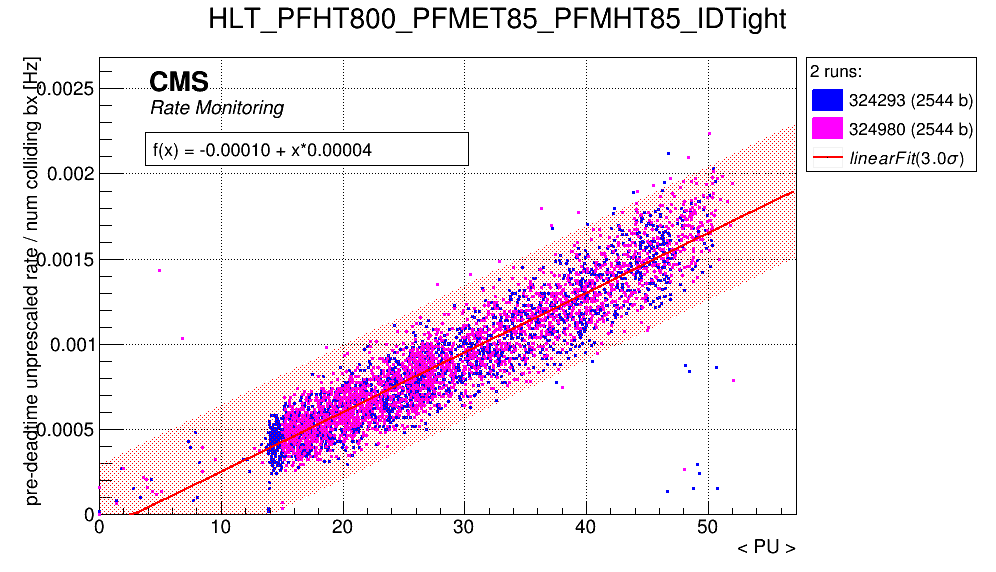 HLT_PFHT800_PFMET85_PFMHT85_IDTight
pre-deadtime unprescaled rate / num colliding bx [Hz]
CMS
Rate Monitoring
f(x) = -0.00010 + x*0.00004
0.0025
0.002
0.0015
0.001
0.0005
0
0 10 20 30 40 50
< PU >
2 runs:
324293 (2544 b)
324980 (2544 b)
linearFit(3.0σ)